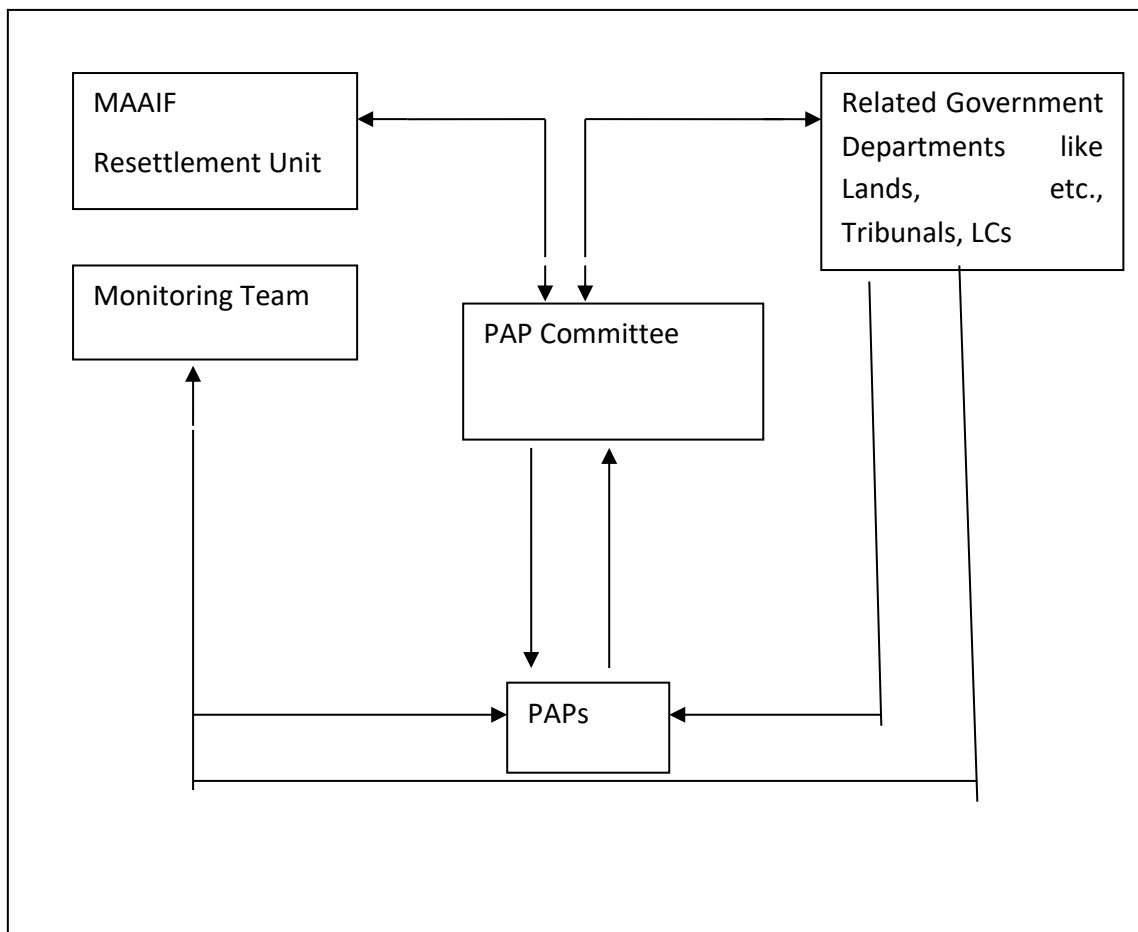 MAAIF
Resettlement Unit
Related Government
Departments like
Lands, etc.,
Tribunals, LCs
Monitoring Team
PAP Committee
PAPs